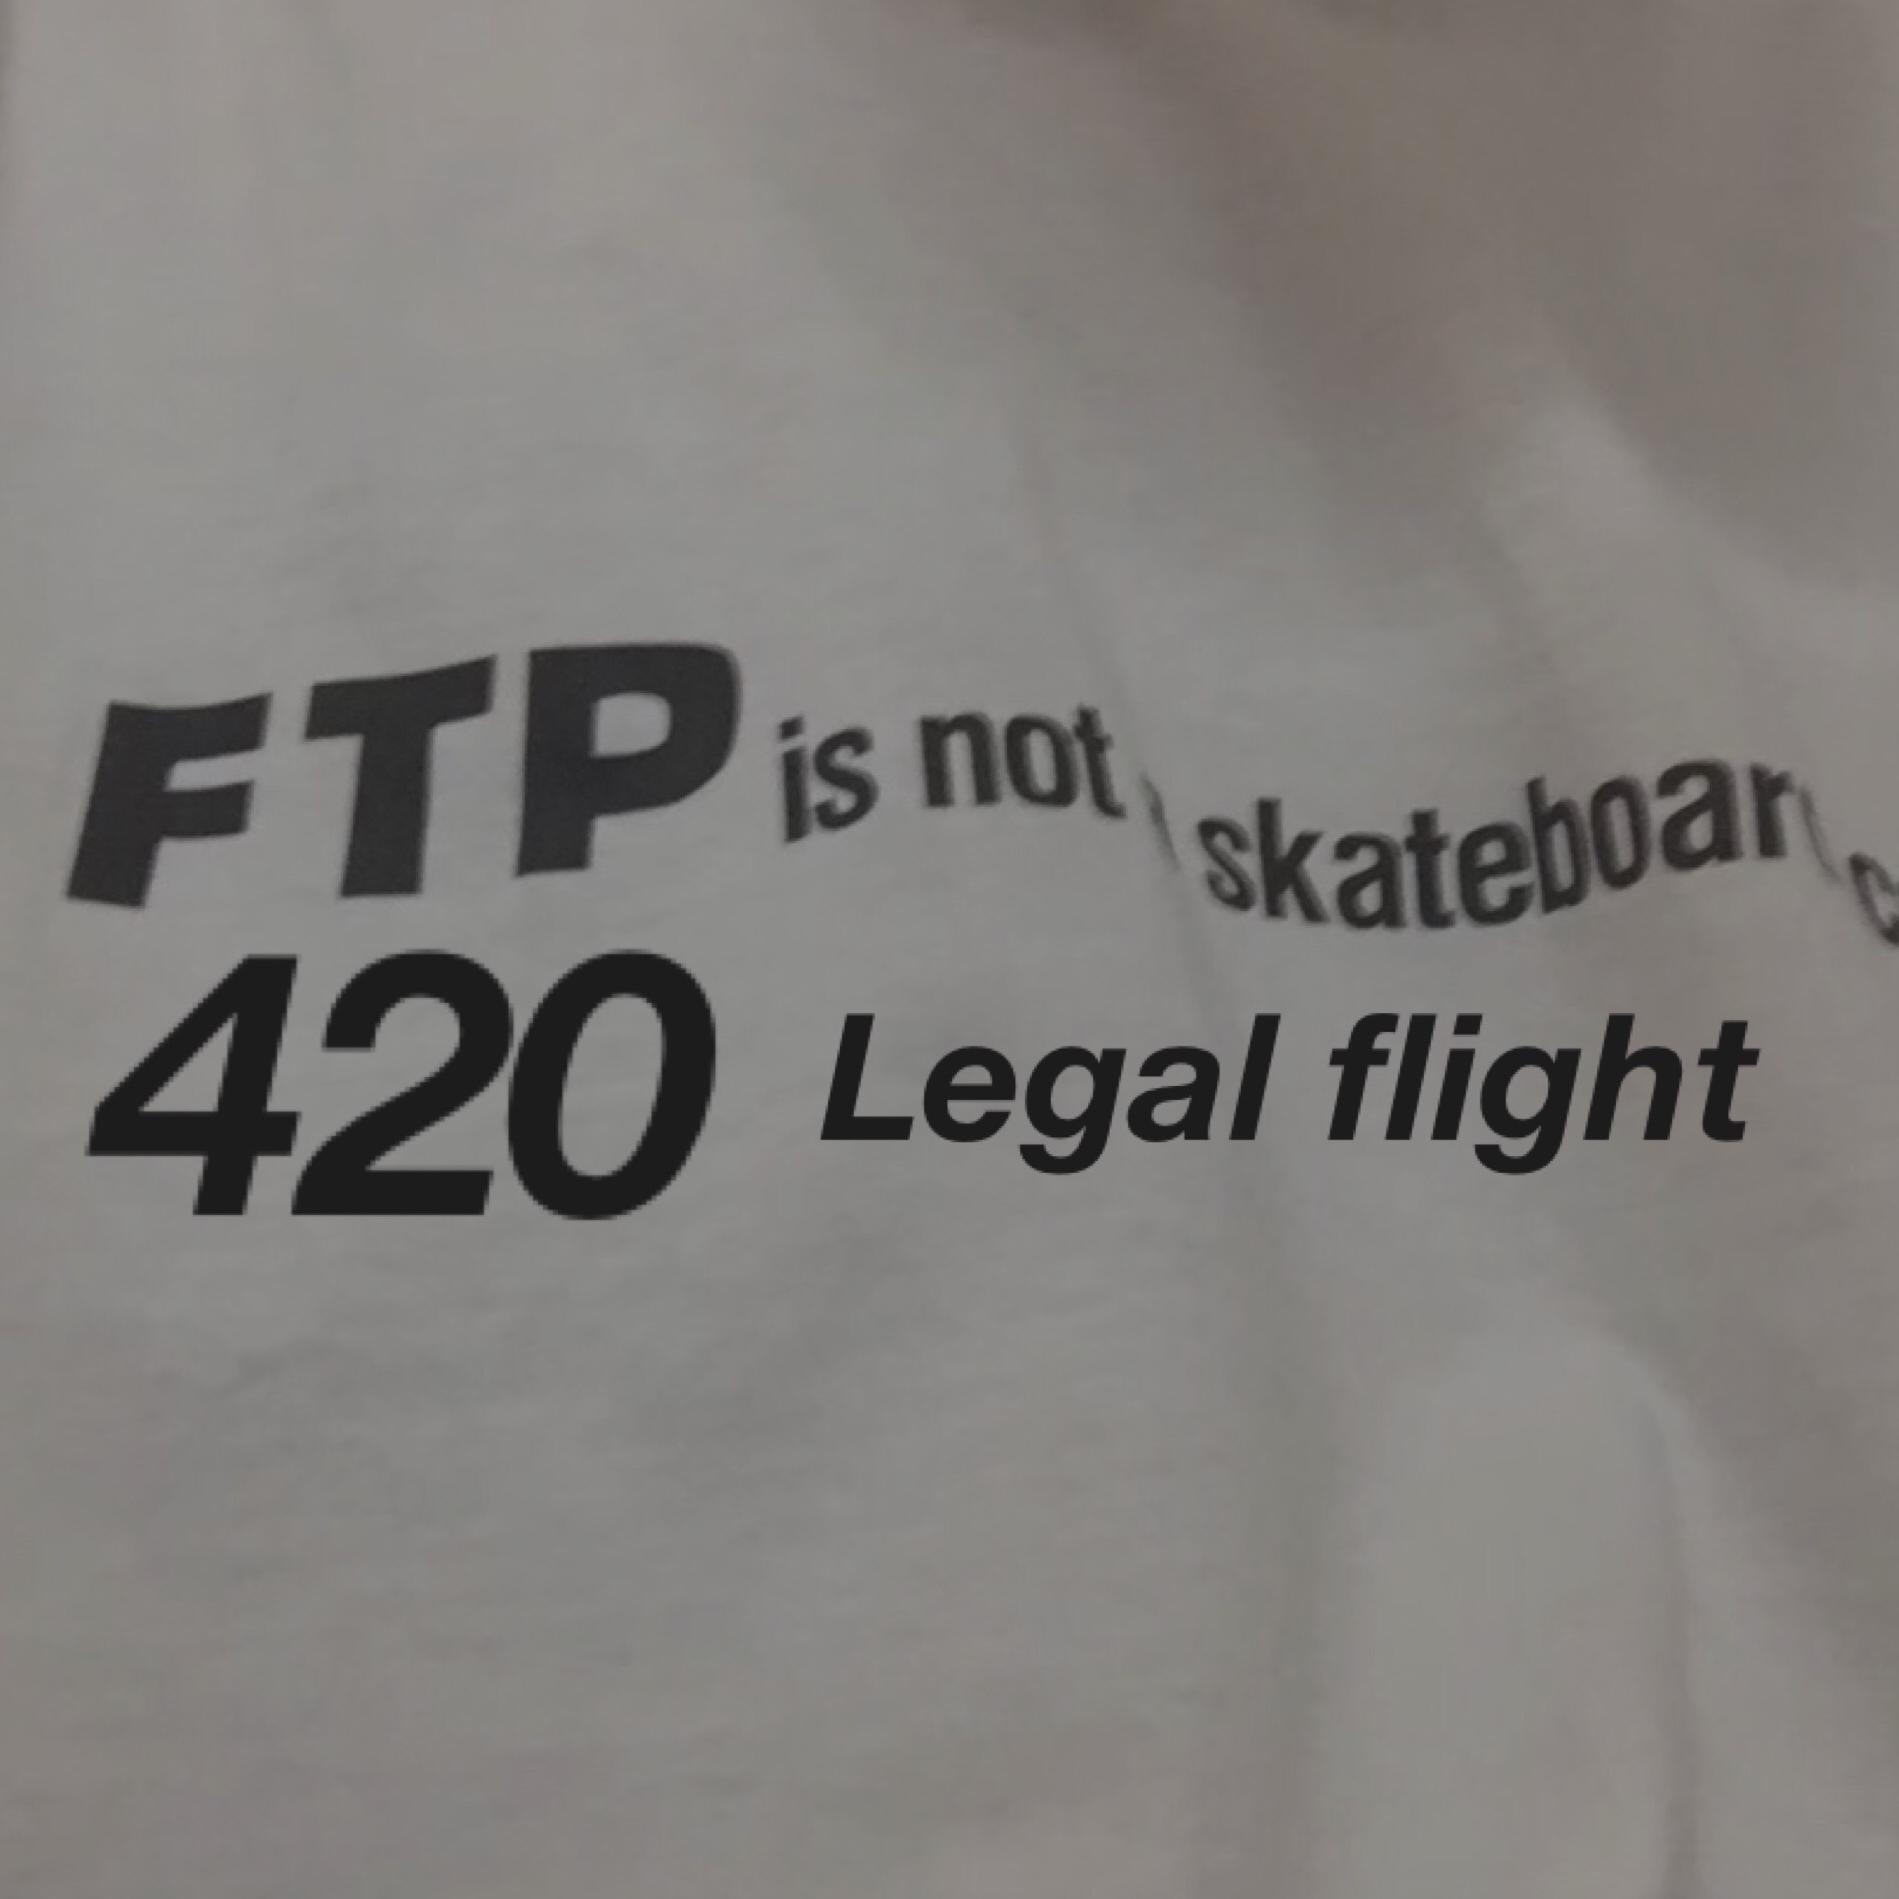 FTP is not skateboar
420 Legal flight